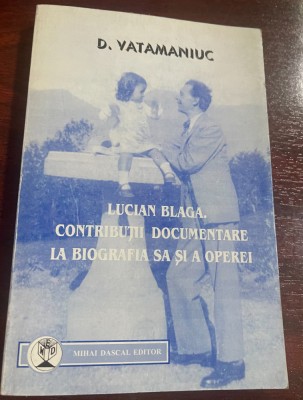 D. VATAMANIUC
LUCIAN BLAGA.
CONTRIBUȚII DOCUMENTARE
LA BIOGRAFIA SA ȘI A OPEREI
MIHAI DASCAL EDITOR